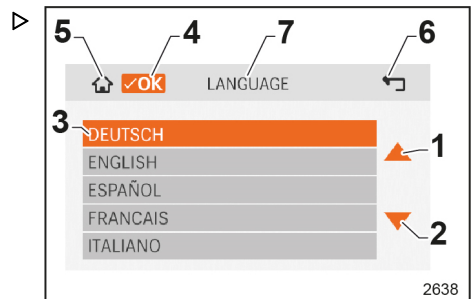 5 4 7 6
✓OK LANGUAGE
3 DEUTSCH
1
ENGLISH
ESPAÑOL
FRANCAIS
2
ITALIANO
2638